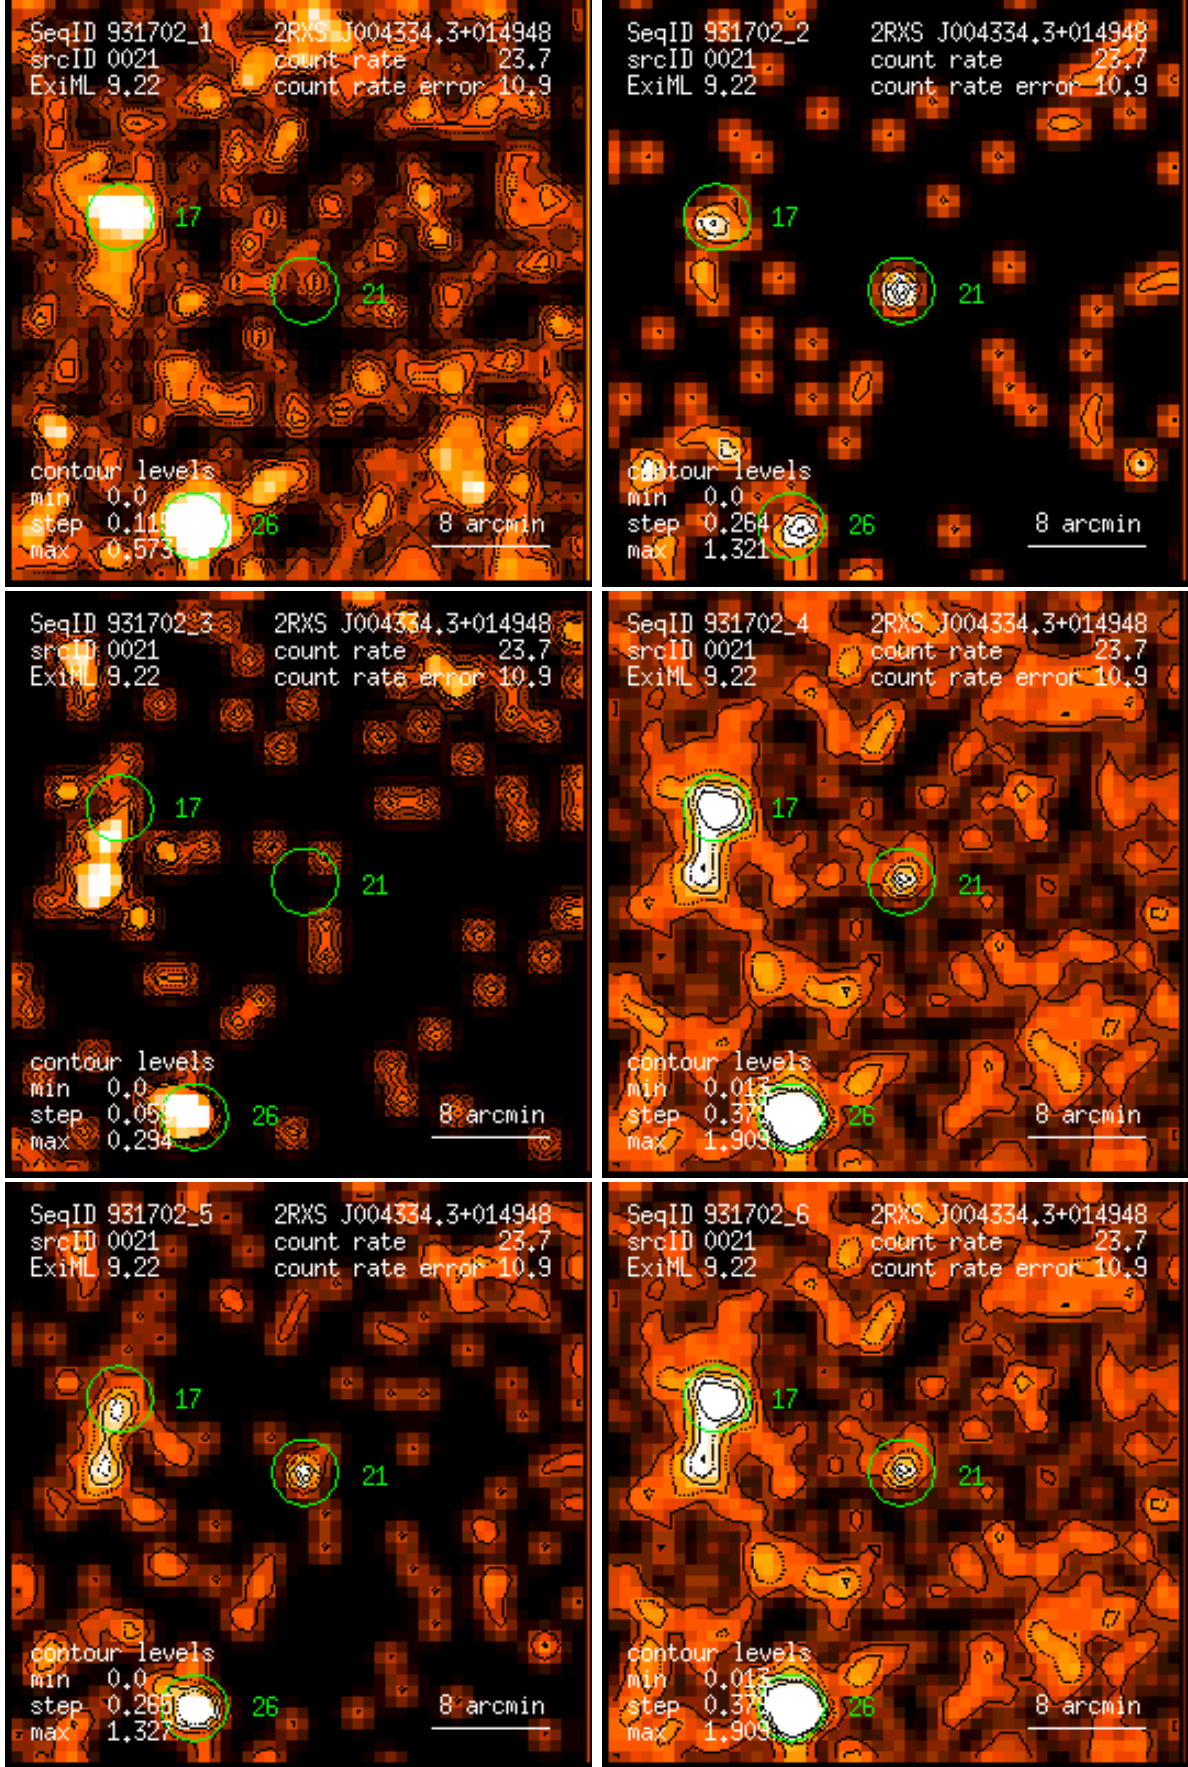 SeqID 931702_1 2RXS J004334.3+014948
srcID 0021 count rate 23.7
ExiML 9.22 count rate error 10.9
17
21
contour levels
min 0.0
step 0.115
max 0.573
26
8 arcmin
SeqID 931702_2 2RXS J004334.3+014948
srcID 0021 count rate 23.7
ExiML 9.22 count rate error 10.9
17
21
contour levels
min 0.0
step 0.264
max 1.321
26
8 arcmin
SeqID 931702_3 2RXS J004334.3+014948
srcID 0021 count rate 23.7
ExiML 9.22 count rate error 10.9
17
21
contour levels
min 0.0
step 0.059
max 0.294
26
8 arcmin
SeqID 931702_4 2RXS J004334.3+014948
srcID 0021 count rate 23.7
ExiML 9.22 count rate error 10.9
17
21
contour levels
min 0.013
step 0.379
max 1.909
26
8 arcmin
SeqID 931702_5 2RXS J004334.3+014948
srcID 0021 count rate 23.7
ExiML 9.22 count rate error 10.9
17
21
contour levels
min 0.0
step 0.265
max 1.327
26
8 arcmin
SeqID 931702_6 2RXS J004334.3+014948
srcID 0021 count rate 23.7
ExiML 9.22 count rate error 10.9
17
21
contour levels
min 0.013
step 0.379
max 1.909
26
8 arcmin